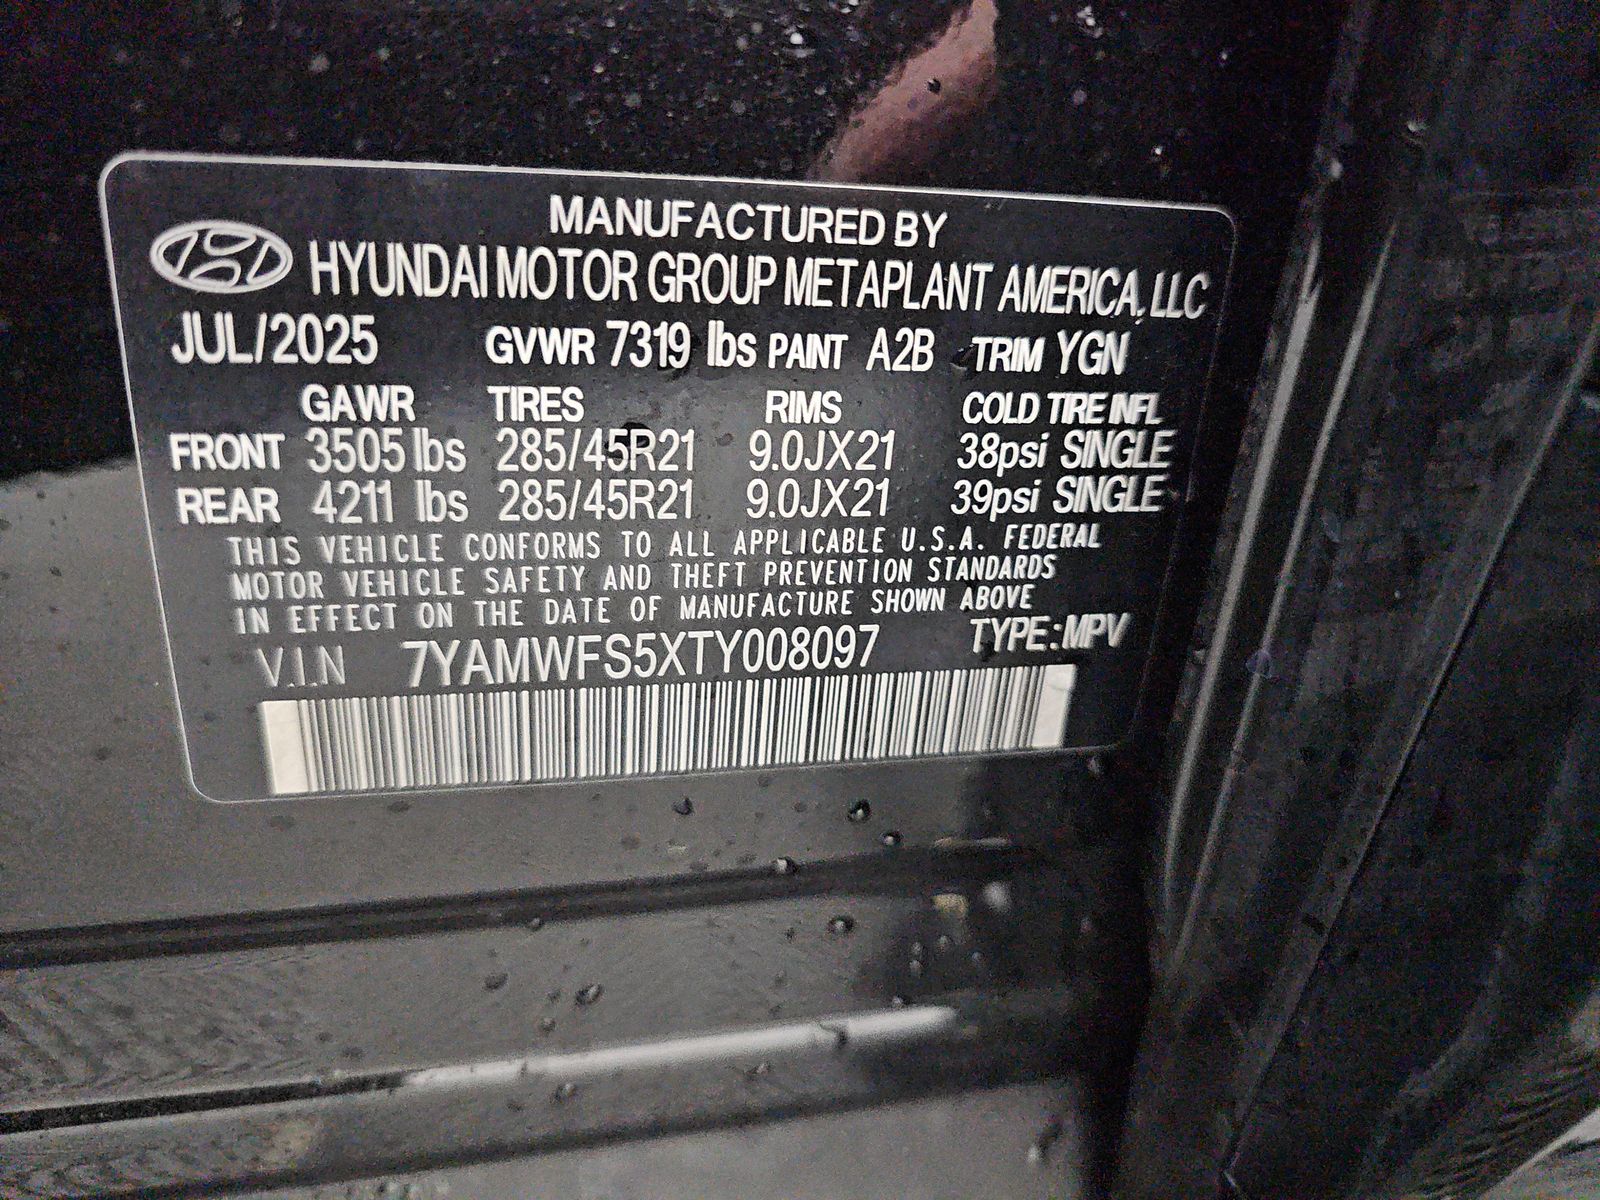 MANUFACTURED BY
HYUNDAI MOTOR GROUP METAPLANT AMERICA, LLC
JUL/2025 GVWR 7319 lbs PAINT A2B TRIM YGN
GAWR TIRES RIMS COLD TIRE INFL
FRONT 3505 lbs 285/45R21 9.0JX21 38psi SINGLE
REAR 4211 lbs 285/45R21 9.0JX21 39psi SINGLE
THIS VEHICLE CONFORMS TO ALL APPLICABLE U.S.A. FEDERAL
MOTOR VEHICLE SAFETY AND THEFT PREVENTION STANDARDS
IN EFFECT ON THE DATE OF MANUFACTURE SHOWN ABOVE
V.I.N 7YAMWFS5XTY008097 TYPE:MPV